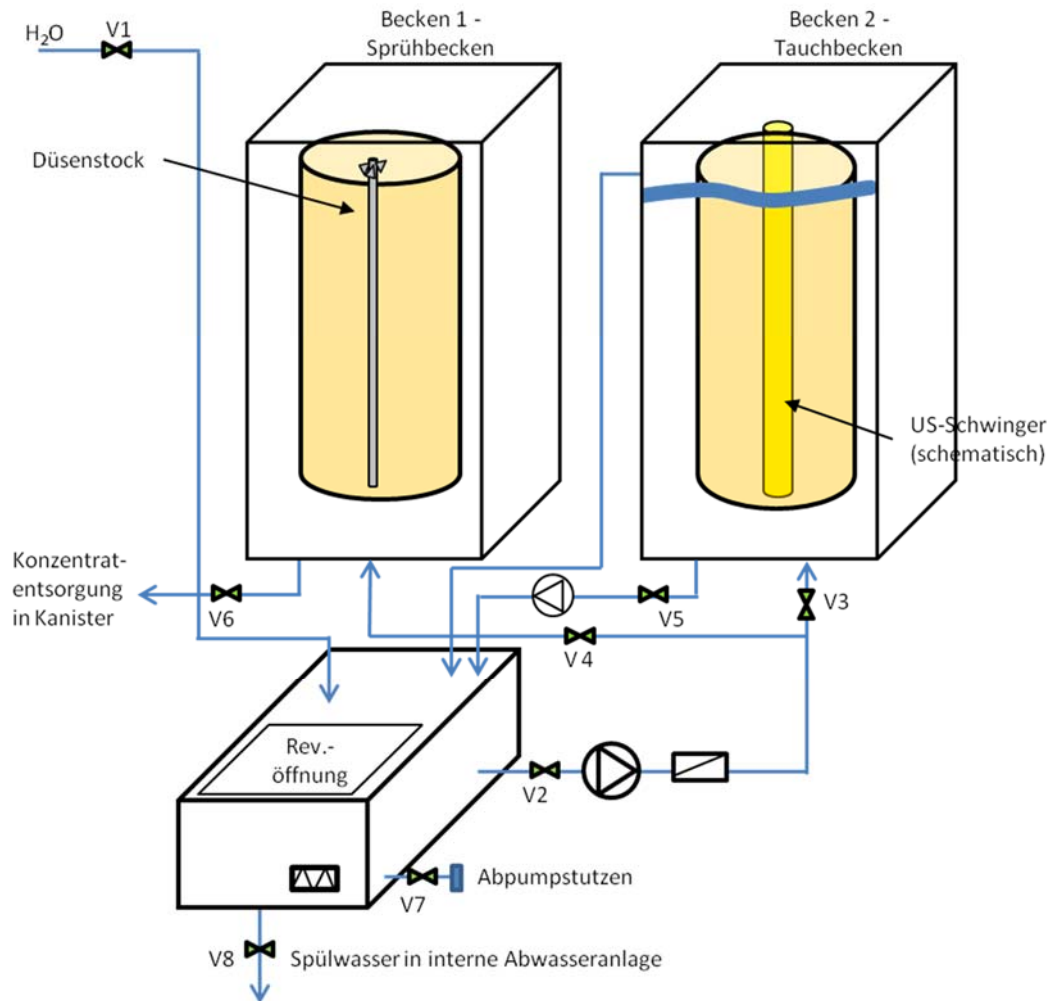 H₂O
V1
Becken 1 -
Sprühbecken
Becken 2 -
Tauchbecken
Düsenstock
US-Schwinger
(schematisch)
Konzentrat-
entsorgung
in Kanister
V6
V5
V3
V 4
Rev.-
öffnung
V2
Abpumpstutzen
V7
V8
Spülwasser in interne Abwasseranlage